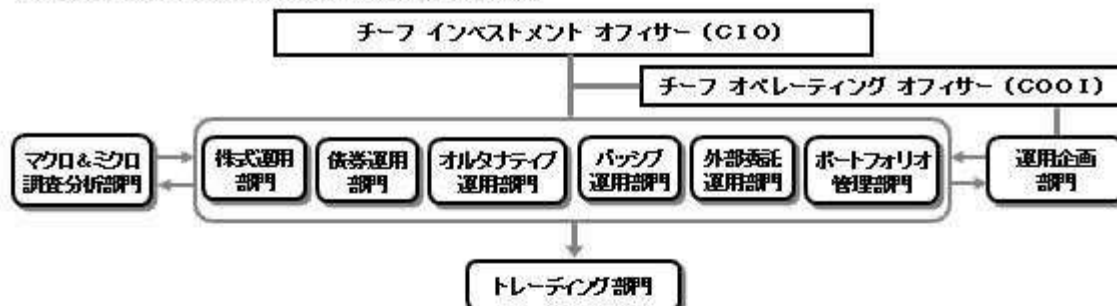 チーフ インベストメント オフィサー (CIO)
チーフ オペレーティング オフィサー (COOI)
マクロ&ミクロ
調査分析部門
株式運用
部門
債券運用
部門
オルタナティブ
運用部門
パッシブ
運用部門
外部委託
運用部門
ポートフォリオ
管理部門
運用企画
部門
トレーディング部門